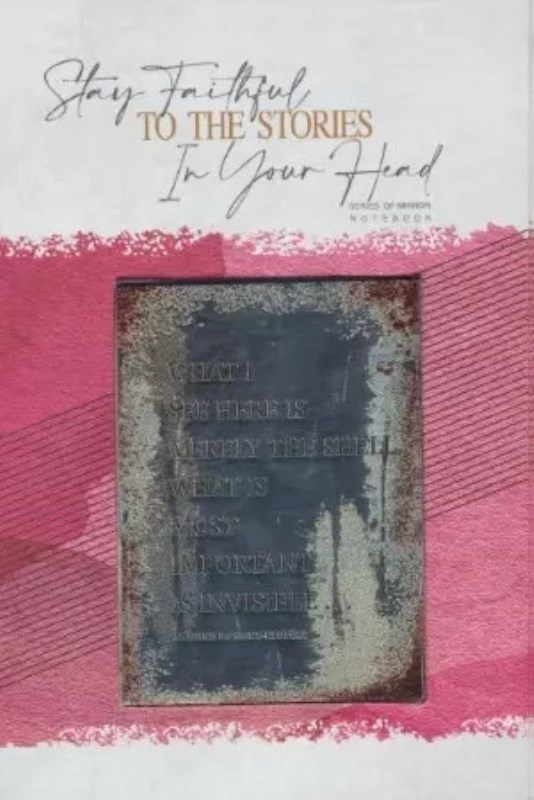 Stay Faithful
TO THE STORIES
In Your Head
SERIES OF MIRROR
NOTEBOOK
WHAT I
SEE HERE IS
MERELY THE SHELL
WHAT IS
MOST
IMPORTANT
IS INVISIBLE